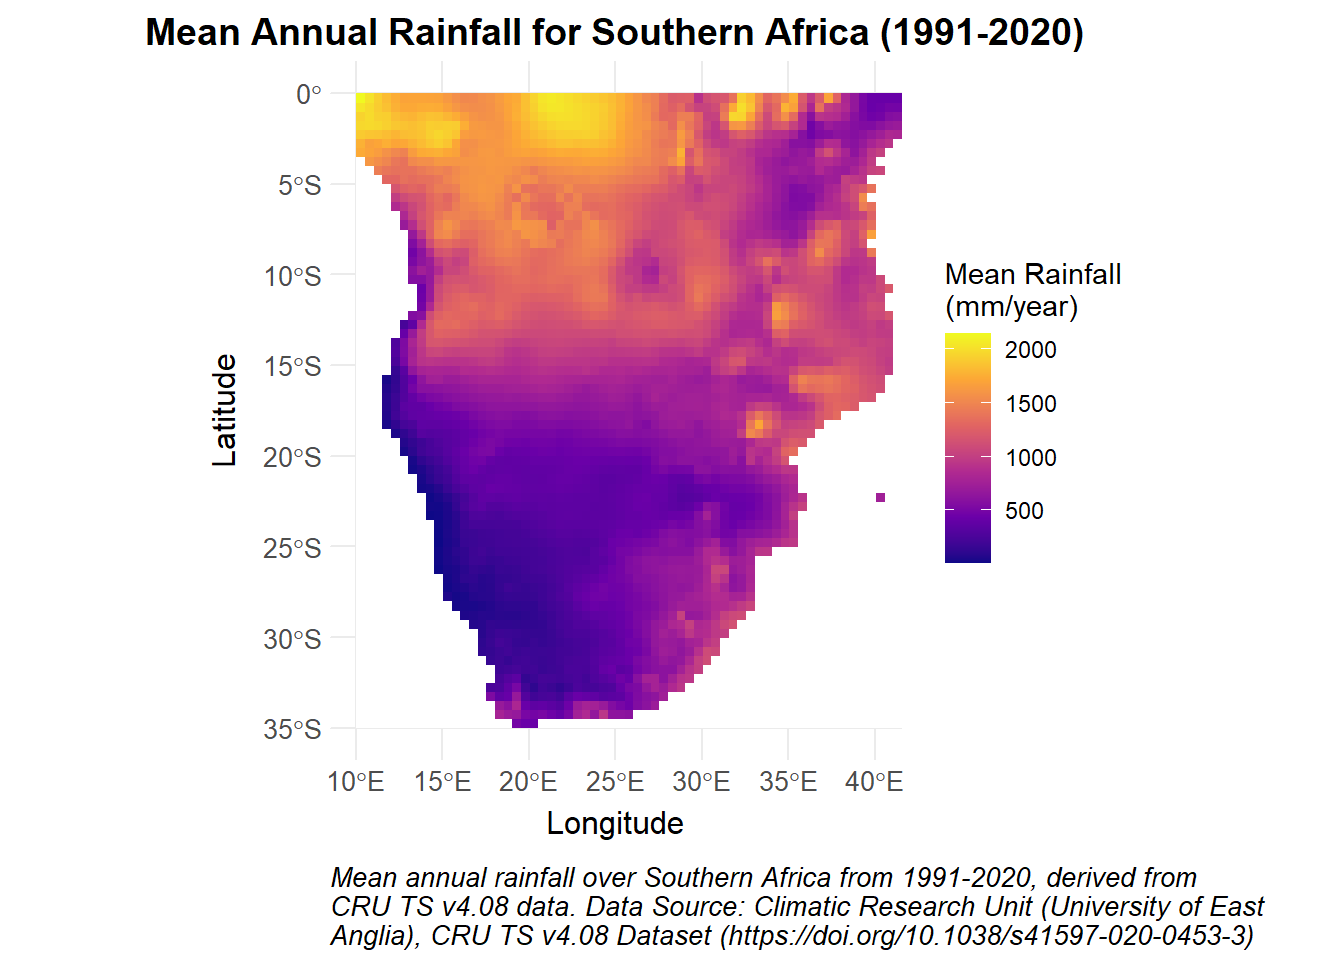 Mean Annual Rainfall for Southern Africa (1991-2020)
0°
5°S
10°S
15°S
20°S
25°S
30°S
35°S
Latitude
10°E 15°E 20°E 25°E 30°E 35°E 40°E
Longitude
Mean Rainfall
(mm/year)
2000
1500
1000
500
Mean annual rainfall over Southern Africa from 1991-2020, derived from
CRU TS v4.08 data. Data Source: Climatic Research Unit (University of East
Anglia), CRU TS v4.08 Dataset (https://doi.org/10.1038/s41597-020-0453-3)